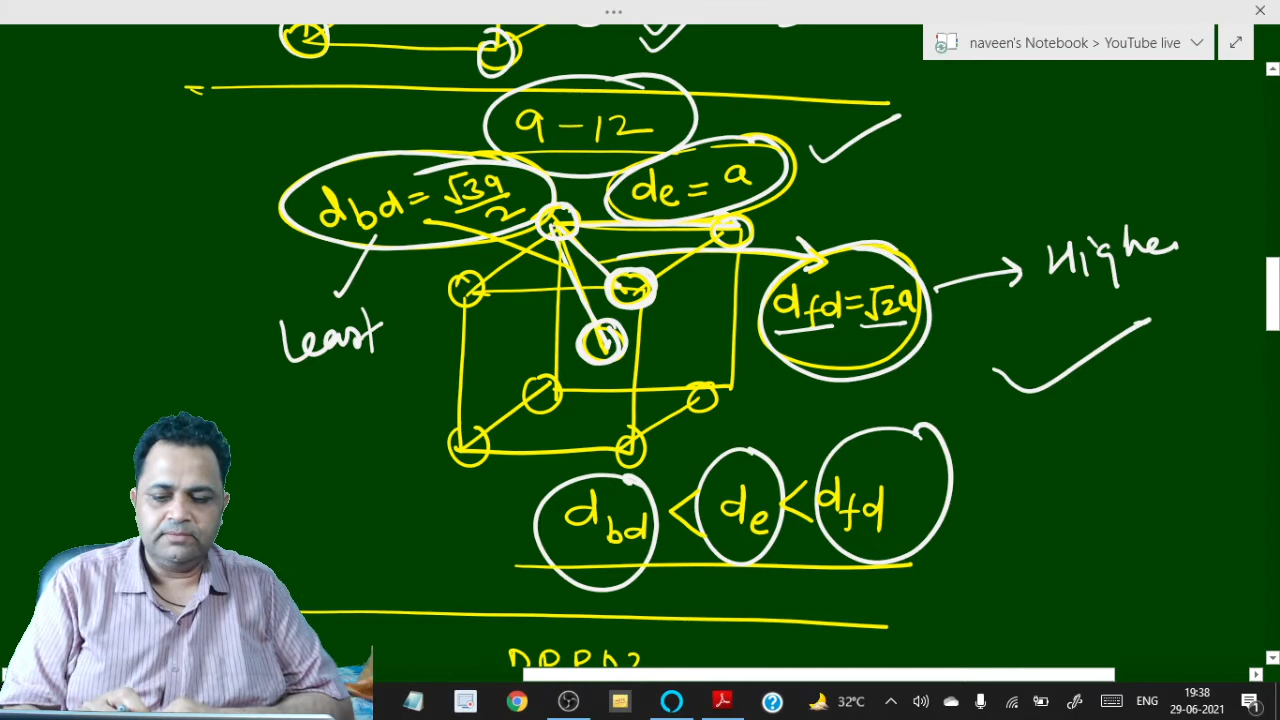 naveen's Notebook > YouTube live
9-12
dbd = √3a/2
de = a
dfd = √2a
Higher
Least
dbd < de < dfd
32°C
ENG
19:38
29-06-2021